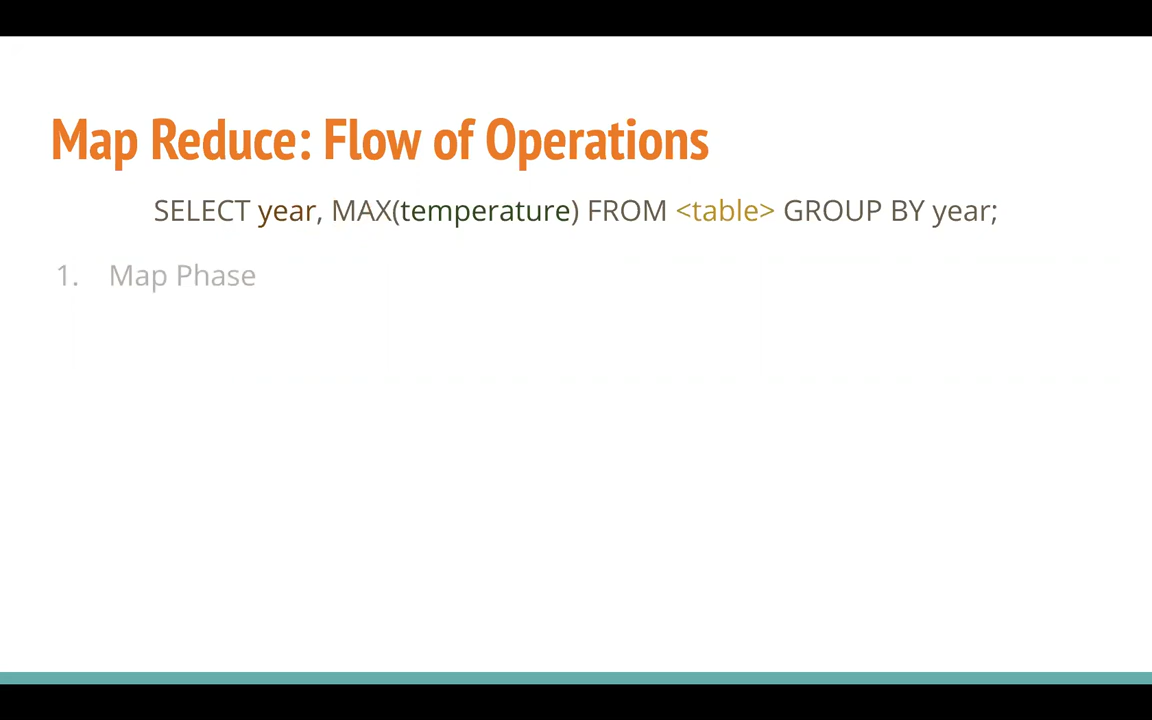 Map Reduce: Flow of Operations
SELECT year, MAX(temperature) FROM <table> GROUP BY year;
1. Map Phase